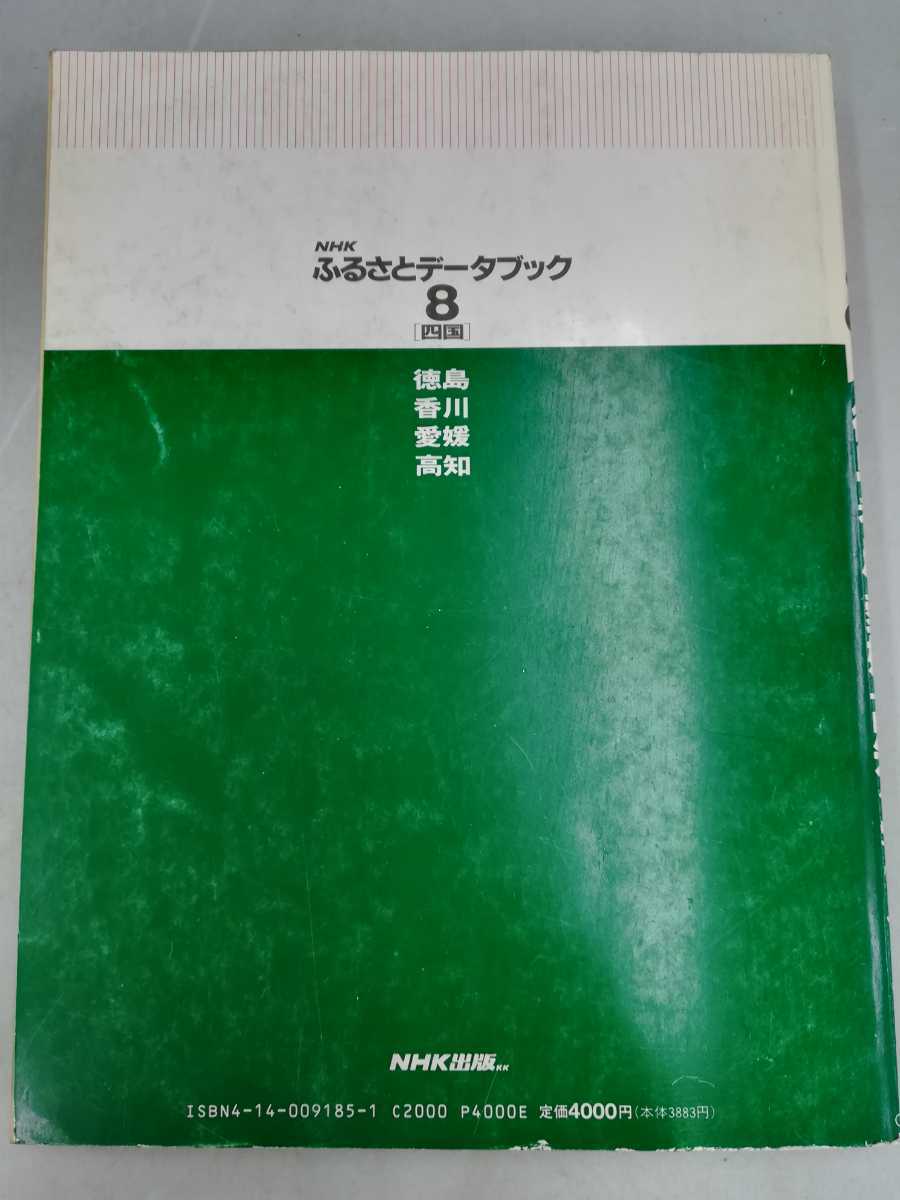 NHK
ふるさとデータブック
8
[四国]
徳島
香川
愛媛
高知
NHK出版KK
ISBN4-14-009185-1 C2000 P4000E 定価4000円(本体3883円)